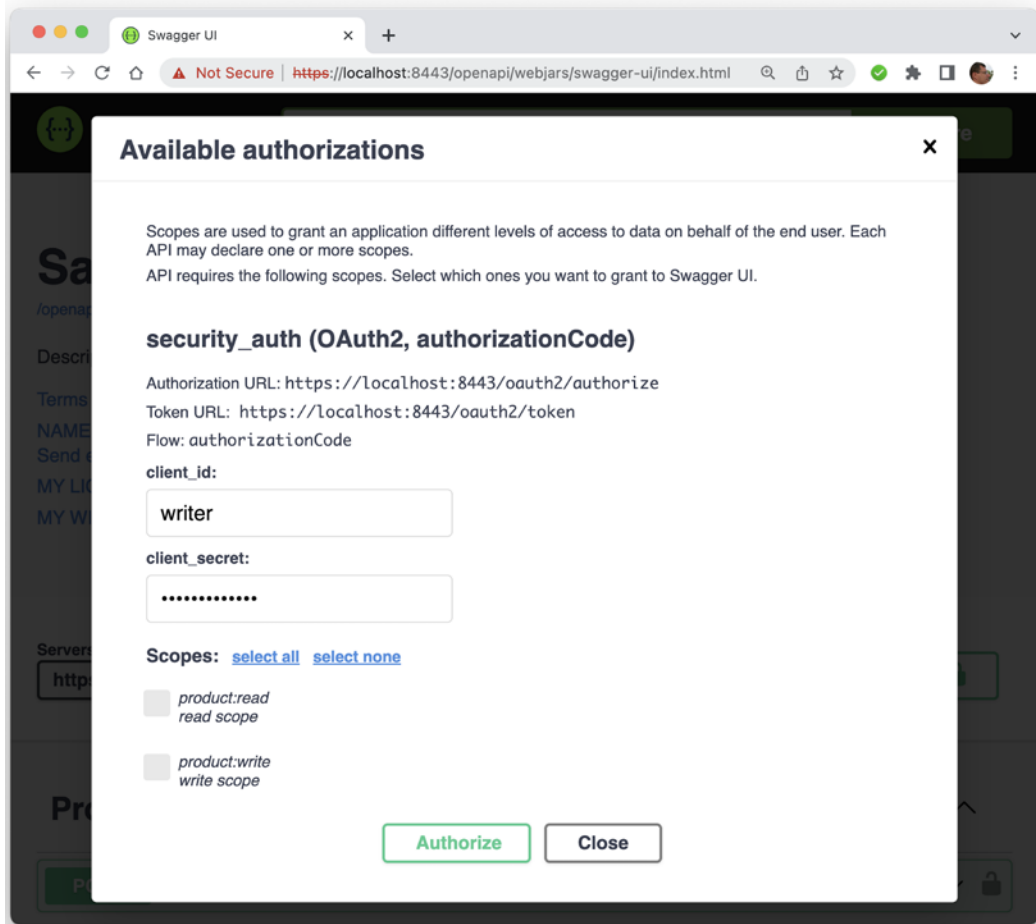 Swagger UI
Not Secure https://localhost:8443/openapi/webjars/swagger-ui/index.html
{...}
Available authorizations
Scopes are used to grant an application different levels of access to data on behalf of the end user. Each
API may declare one or more scopes.
API requires the following scopes. Select which ones you want to grant to Swagger UI.
security_auth (OAuth2, authorizationCode)
Authorization URL: https://localhost:8443/oauth2/authorize
Token URL: https://localhost:8443/oauth2/token
Flow: authorizationCode
client_id:
writer
client_secret:
•••••••••••••
Scopes: select all select none
product:read
read scope
product:write
write scope
Authorize Close
Terms
NAME
Send
Servers